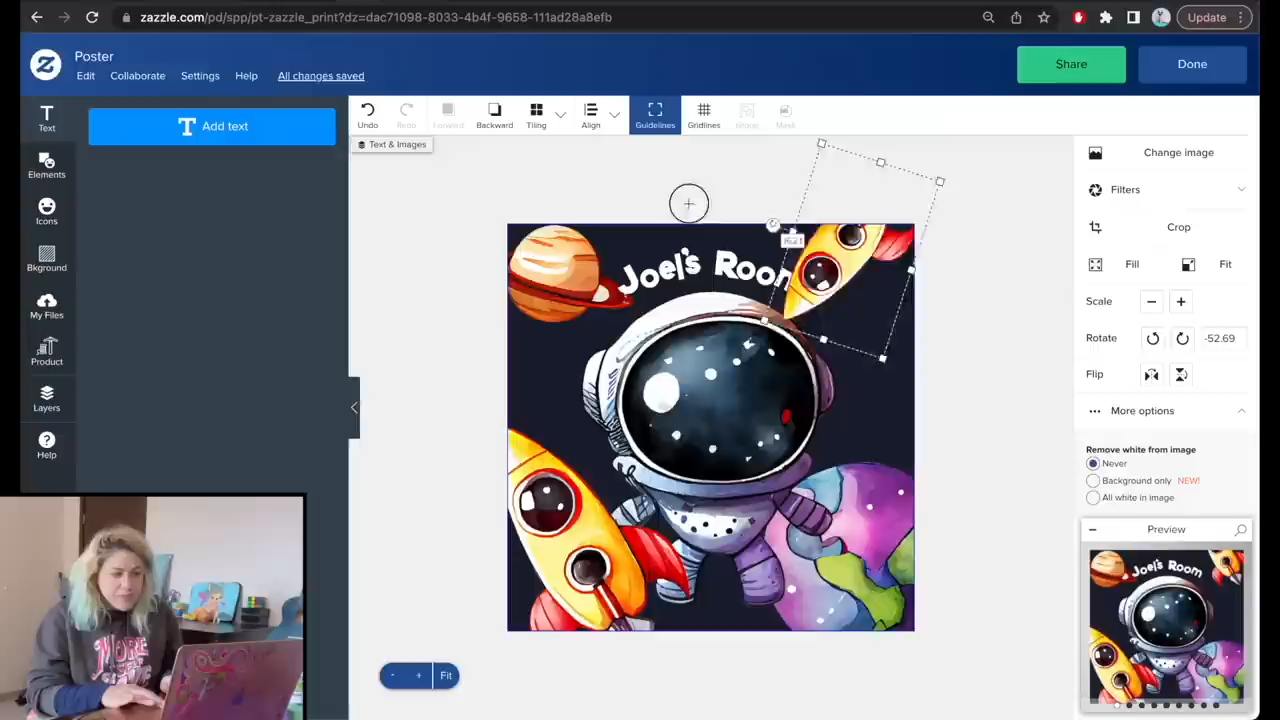 zazzle.com/pd/spp/pt-zazzle_print?dz=dac71098-8033-4b4f-9658-111ad28a8efb
Update
Z
Poster
Edit Collaborate Settings Help All changes saved
Share
Done
Text
Elements
Icons
Bkground
My Files
Product
Layers
Help
T Add text
Undo Redo Forward Backward Tiling Align Guidelines Gridlines Mask
Text & Images
Joel's Room
- + Fit
Change image
Filters
Crop
Fill Fit
Scale
Rotate -52.69
Flip
More options
Remove white from image
Never
Background only NEW!
All white in image
Preview
Joel's Room
MORE